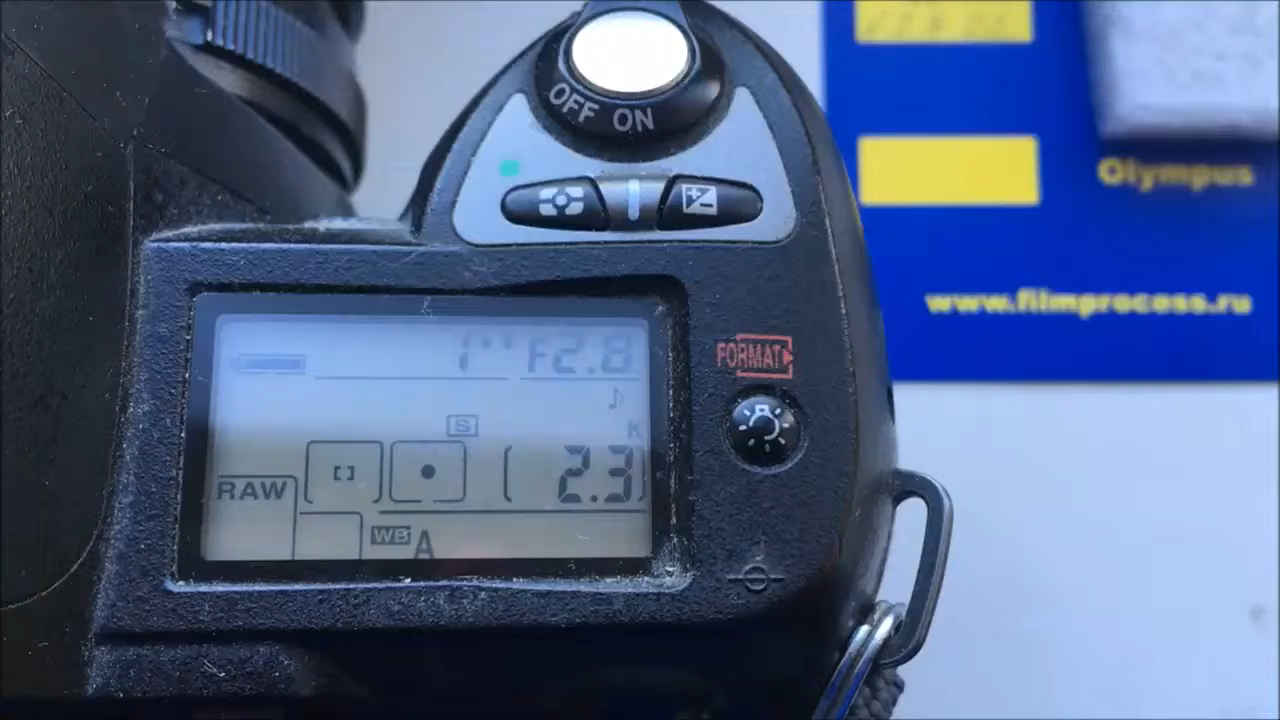 OFF ON
Olympus
www.filmprocess.ru
1" F2.8
FORMAT
S
K
[ 2.3 ]
RAW
WB A